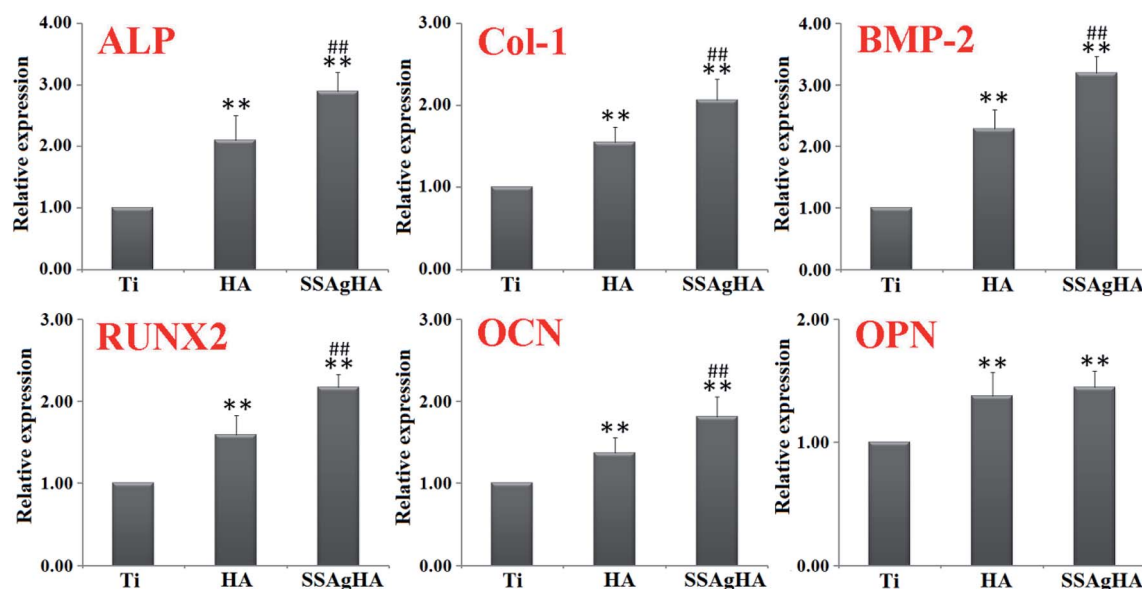 ALP
Relative expression
4.00
3.00
2.00
1.00
0.00
**
##
**
Ti HA SSAgHA
Col-1
Relative expression
3.00
2.00
1.00
0.00
**
##
**
Ti HA SSAgHA
BMP-2
Relative expression
4.00
3.00
2.00
1.00
0.00
**
##
**
Ti HA SSAgHA
RUNX2
Relative expression
3.00
2.00
1.00
0.00
**
##
**
Ti HA SSAgHA
OCN
Relative expression
3.00
2.00
1.00
0.00
**
##
**
Ti HA SSAgHA
OPN
Relative expression
2.00
1.00
0.00
**
**
Ti HA SSAgHA